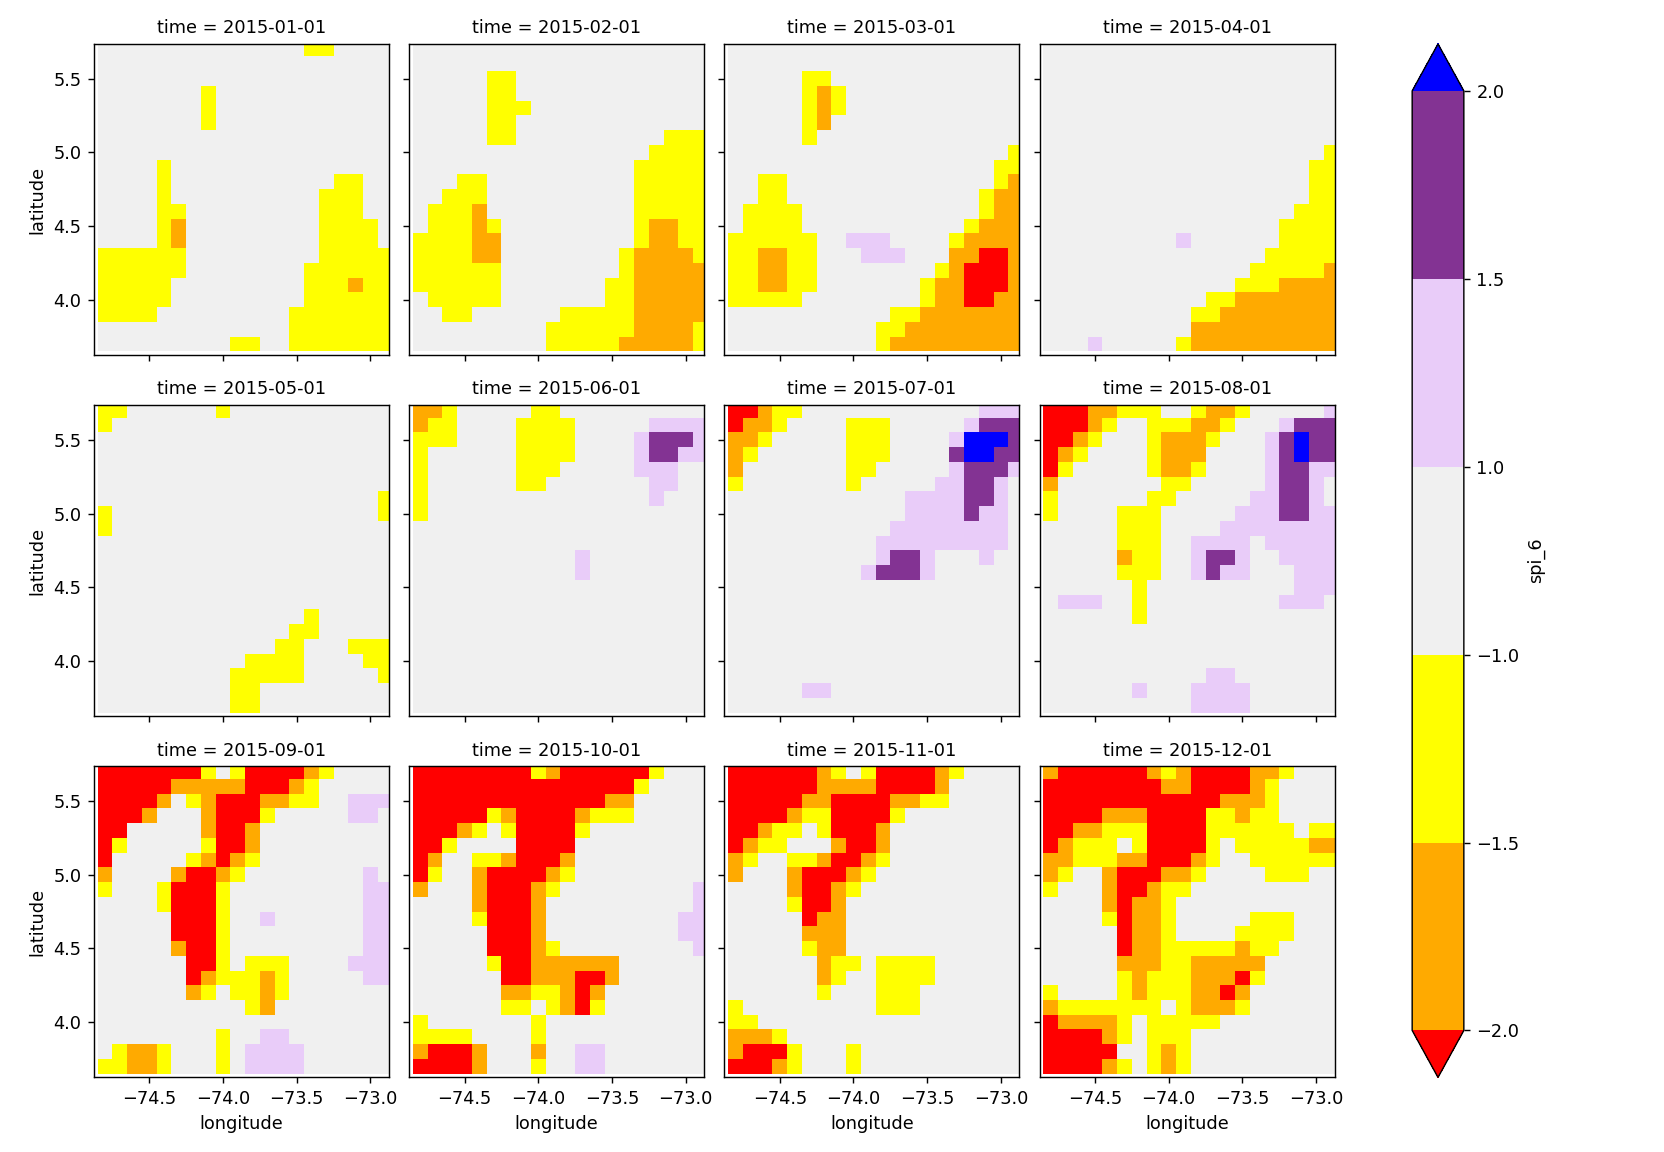 time = 2015-01-01
time = 2015-02-01
time = 2015-03-01
time = 2015-04-01
5.5
5.0
4.5
4.0
latitude
time = 2015-05-01
time = 2015-06-01
time = 2015-07-01
time = 2015-08-01
5.5
5.0
4.5
4.0
latitude
time = 2015-09-01
time = 2015-10-01
time = 2015-11-01
time = 2015-12-01
5.5
5.0
4.5
4.0
latitude
−74.5 −74.0 −73.5 −73.0
−74.5 −74.0 −73.5 −73.0
−74.5 −74.0 −73.5 −73.0
−74.5 −74.0 −73.5 −73.0
longitude
longitude
longitude
longitude
2.0
1.5
1.0
−1.0
−1.5
−2.0
spi_6